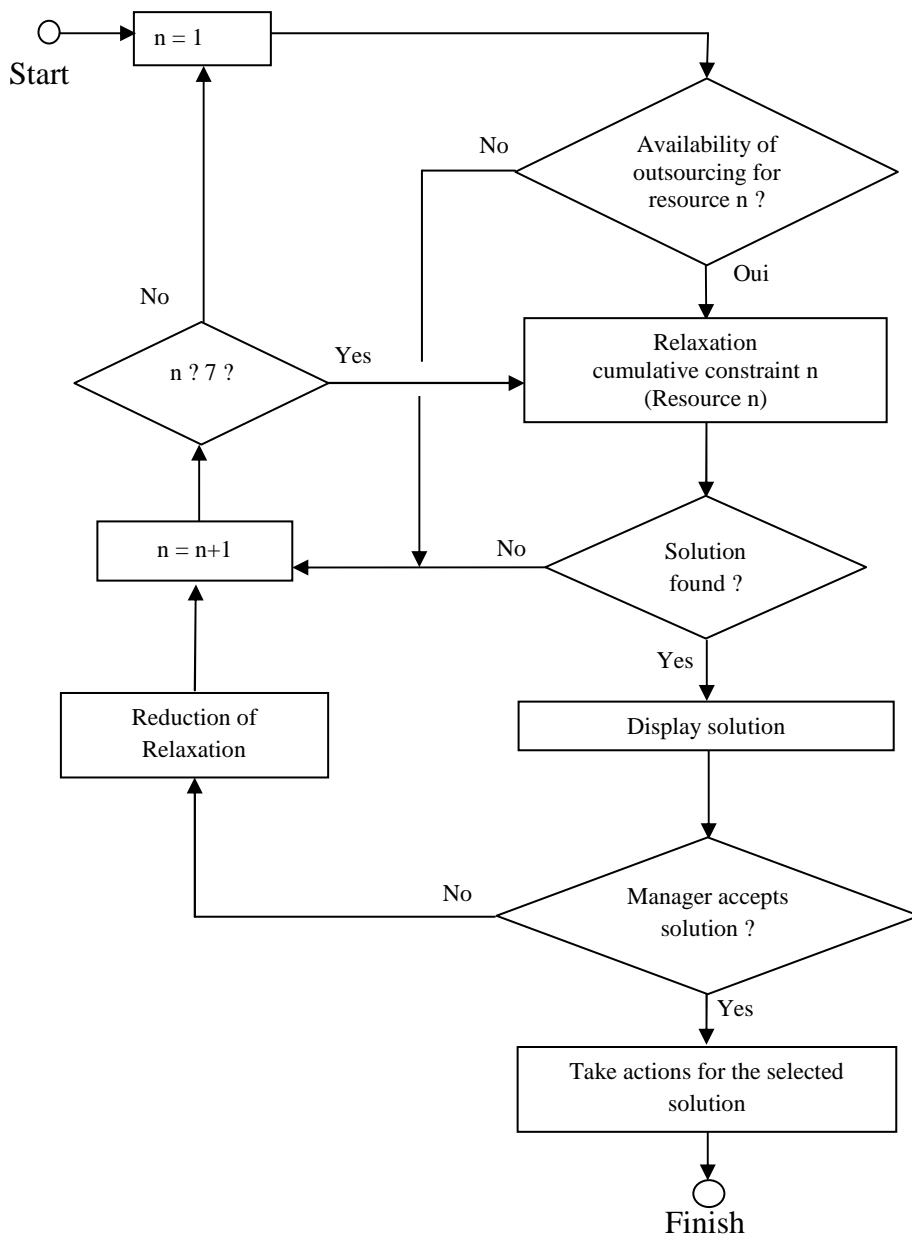 n = 1
Start
No
Availability of
outsourcing for
resource n ?
Oui
No
n ? 7 ?
Yes
Relaxation
cumulative constraint n
(Resource n)
n = n+1
No
Solution
found ?
Yes
Reduction of
Relaxation
Display solution
No
Manager accepts
solution ?
Yes
Take actions for the selected
solution
Finish